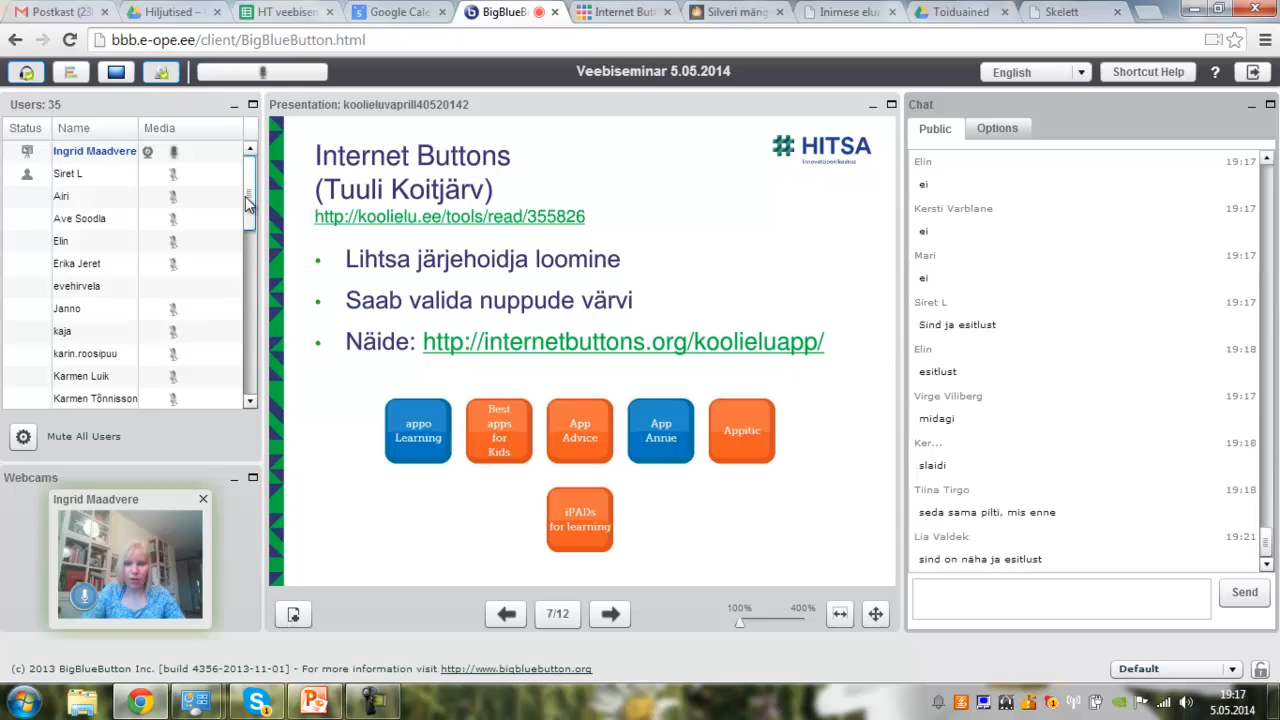 (210)
Hiljutised —
HT veebisem
Google Cale
BigBlueB
Internet But
Silveri mäng
Inimese elun
Toiduained
Skelett
bbb.e-ope.ee/client/BigBlueButton.html
Veebiseminar 5.05.2014
English
Shortcut Help
?
Users: 35
Status Name Media
Ingrid Maadvere
Siret L
Airi
Ave Soodla
Elin
Erika Jeret
evehirvela
Janno
kaja
karin.roosipuu
Karmen Luik
Karmen Tõnnisson
Mute All Users
Webcams
Ingrid Maadvere
Presentation: koolieluvaprill40520142
HITSA
Innovatsioonikeskus
Internet Buttons
(Tuuli Koitjärv)
http://koolielu.ee/tools/read/355826
• Lihtsa järjehoidja loomine
• Saab valida nuppude värvi
• Näide: http://internetbuttons.org/koolieluapp/
appo
Learning
Best
apps
for
Kids
App
Advice
App
Annie
Appitic
iPADs
for learning
7/12
100% 400%
Chat
Public Options
Elin 19:17
ei
Kersti Varblane 19:17
ei
Mari 19:17
ei
Siret L 19:17
Sind ja esitlust
Elin 19:18
esitlust
Virge Viliberg 19:17
midagi
Ker... 19:18
slaidi
Tiina Tirgo 19:18
seda sama pilti, mis enne
Lia Valdek 19:21
sind on näha ja esitlust
Send
(c) 2013 BigBlueButton Inc. [build 4356-2013-11-01] - For more information visit http://www.bigbluebutton.org
Default
19:17
5.05.2014